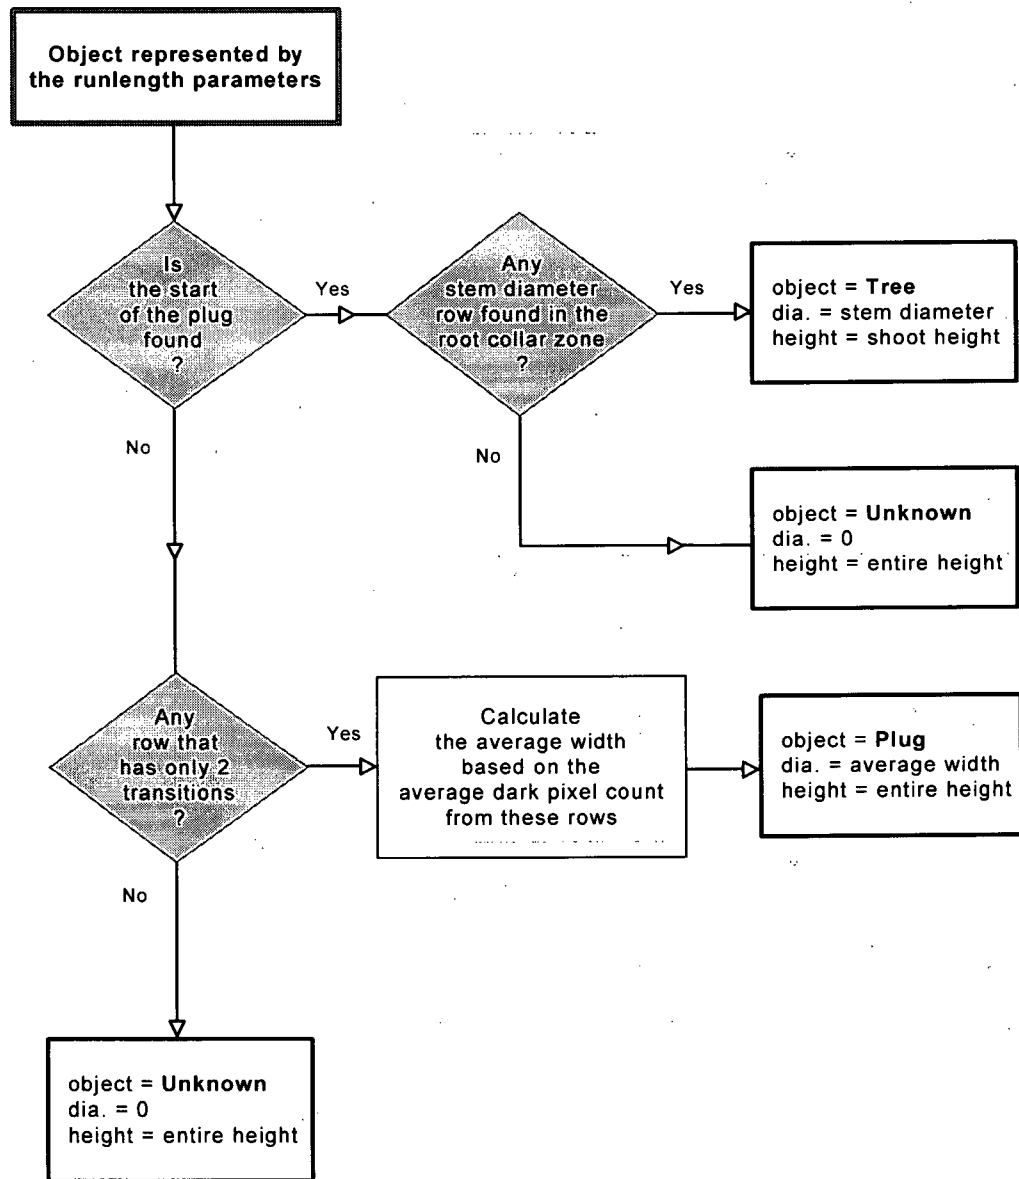 Object represented by
the runlength parameters
Is
the start
of the plug
found
?
Yes
Any
stem diameter
row found in the
root collar zone
?
Yes
object = Tree
dia. = stem diameter
height = shoot height
No
No
object = Unknown
dia. = 0
height = entire height
Any
row that
has only 2
transitions
?
Yes
Calculate
the average width
based on the
average dark pixel count
from these rows
object = Plug
dia. = average width
height = entire height
No
object = Unknown
dia. = 0
height = entire height